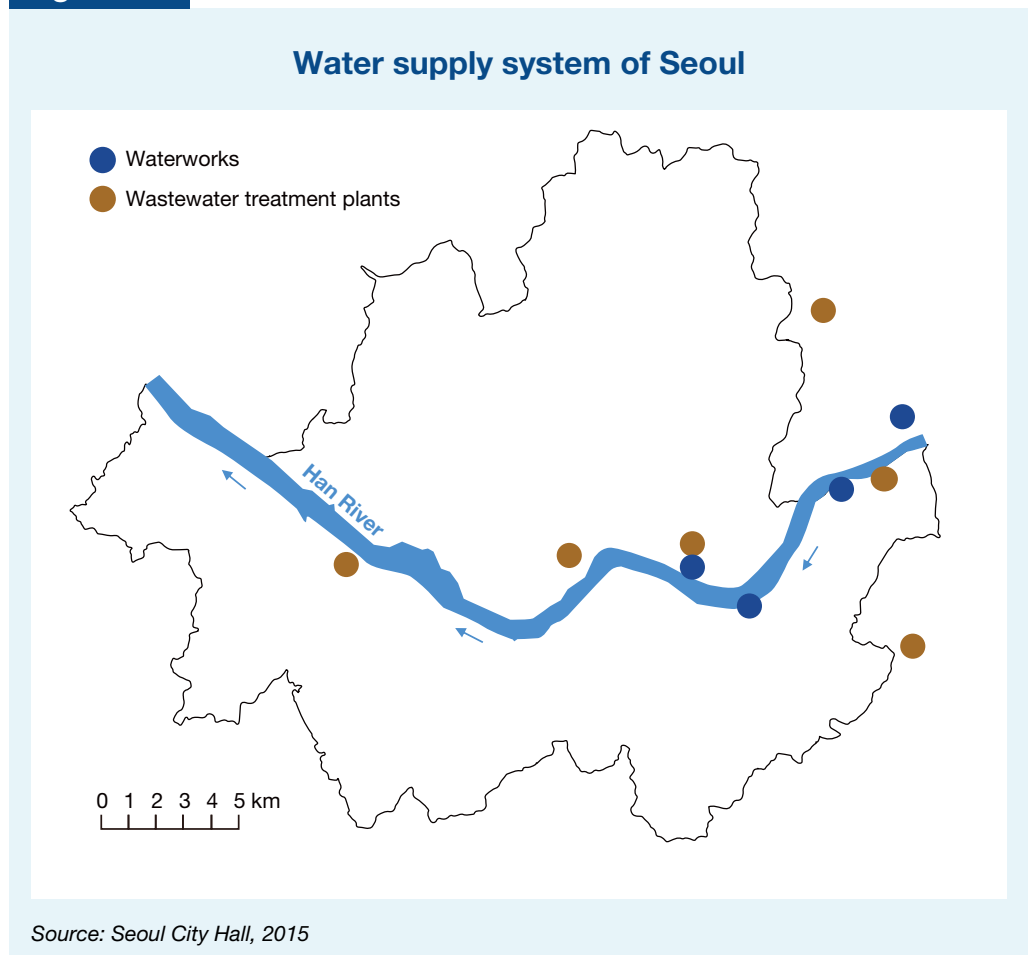 Water supply system of Seoul
Waterworks
Wastewater treatment plants
Han River
0 1 2 3 4 5 km
Source: Seoul City Hall, 2015